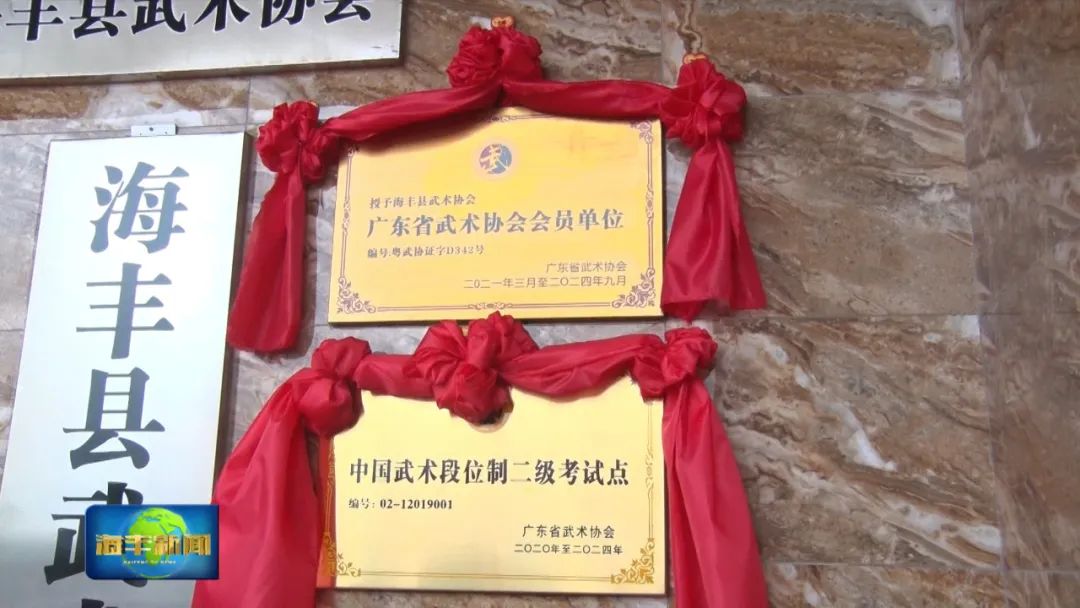 丰县武术协会
海丰县武
武
授予海丰县武术协会
广东省武术协会会员单位
编号:粤武协证字D342号
广东省武术协会
二〇二一年三月至二〇二四年九月
中国武术段位制二级考试点
编号: 02-12019001
广东省武术协会
二〇二〇年至二〇二四年
海丰新闻